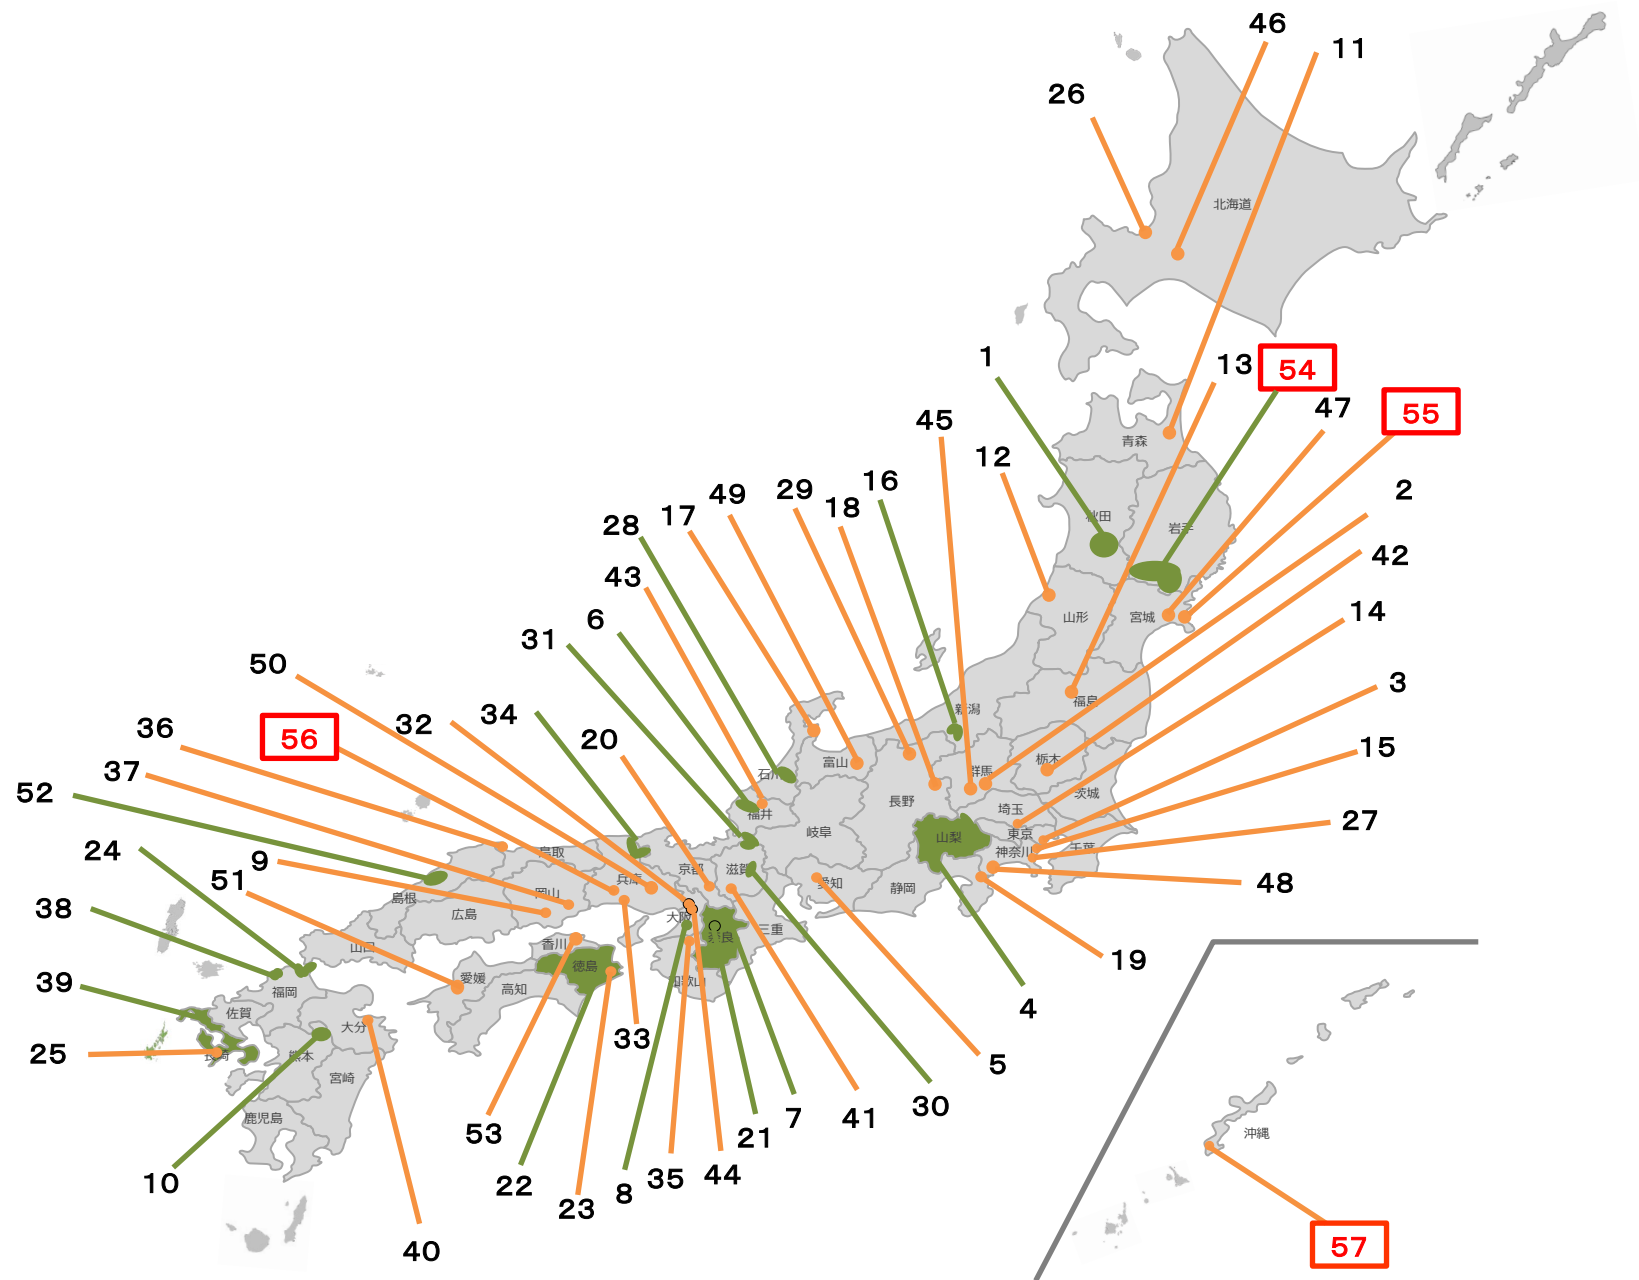 46
11
26
北海道
1
13
54
47
55
45
青森
12
16
2
29
49
18
17
28
秋田
岩手
42
43
6
31
山形
宮城
14
50
3
福島
新潟
34
32
36
56
20
15
石川
富山
群馬
栃木
37
52
長野
茨城
福井
埼玉
27
岐阜
山梨
東京
千葉
24
9
鳥取
神奈川
51
京都
滋賀
兵庫
愛知
静岡
48
島根
岡山
38
広島
大阪
三重
奈良
山口
香川
徳島
19
39
愛媛
高知
和歌山
福岡
4
佐賀
大分
25
長崎
熊本
33
5
宮崎
30
鹿児島
7
41
53
21
沖縄
10
22
8
35
44
23
40
57